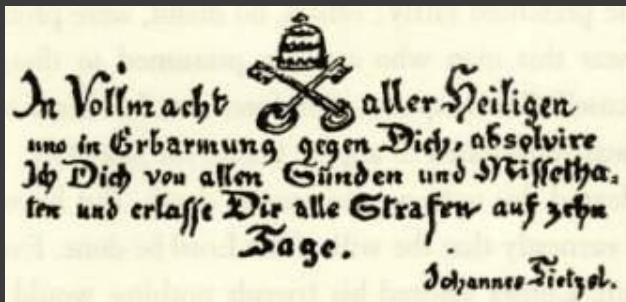 In Vollmacht aller Heiligen
und in Erbarmung gegen Dich, absolvire
Ich Dich von allen Sünden und Missetha-
ten und erlasse Dir alle Strafen auf zehn
Tage.
Johannes Tietzel.